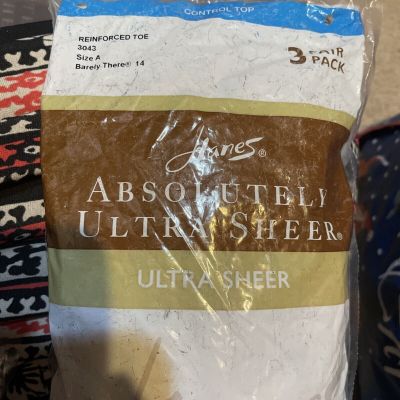 CONTROL TOP
REINFORCED TOE
3043
Size A
Barely There® 14
3 PAIR
PACK
Hanes®
ABSOLUTELY
ULTRA SHEER®
ULTRA SHEER